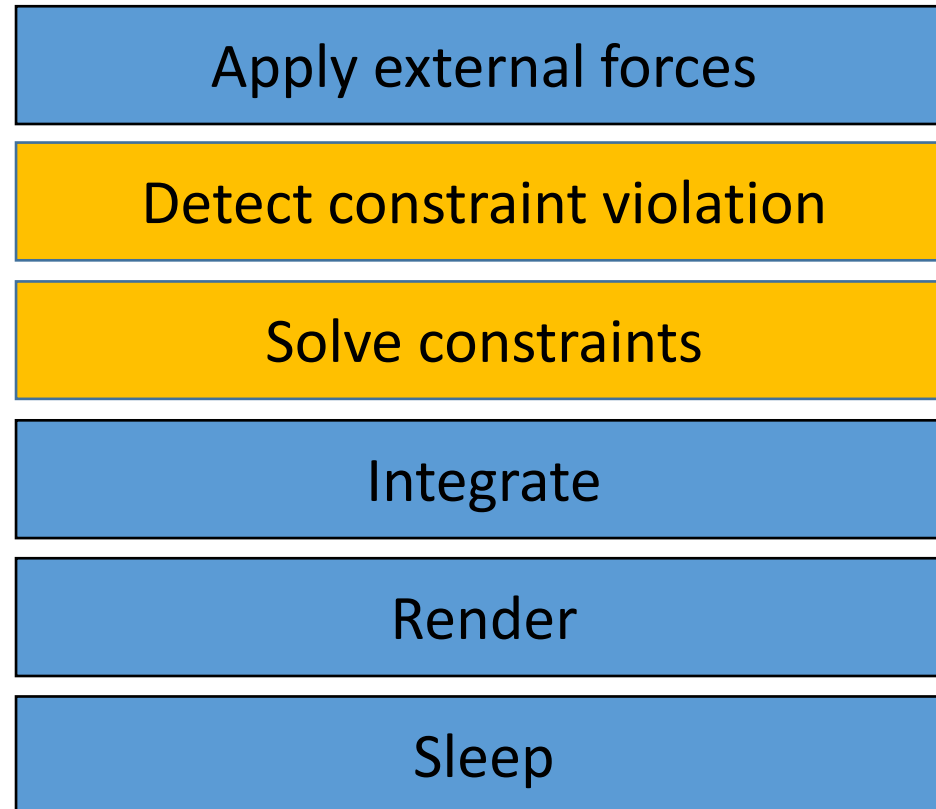 Apply external forces
Detect constraint violation
Solve constraints
Integrate
Render
Sleep